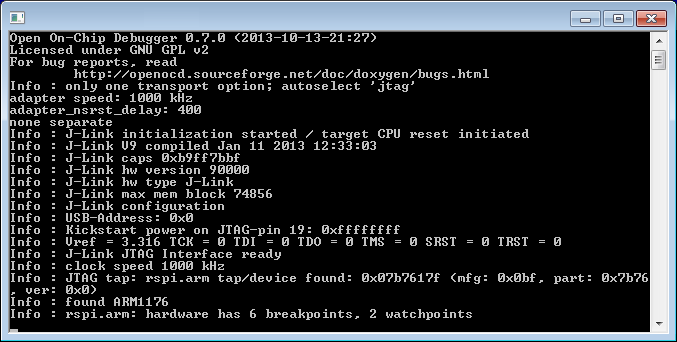 Open On-Chip Debugger 0.7.0 (2013-10-13-21:27)
Licensed under GNU GPL v2
For bug reports, read
        http://openocd.sourceforge.net/doc/doxygen/bugs.html
Info : only one transport option; autoselect 'jtag'
adapter speed: 1000 kHz
adapter_nsrst_delay: 400
none separate
Info : J-Link initialization started / target CPU reset initiated
Info : J-Link V9 compiled Jan 11 2013 12:33:03
Info : J-Link caps 0xb9ff7bbf
Info : J-Link hw version 90000
Info : J-Link hw type J-Link
Info : J-Link max mem block 74856
Info : J-Link configuration
Info : USB-Address: 0x0
Info : Kickstart power on JTAG-pin 19: 0xffffffff
Info : Vref = 3.316 TCK = 0 TDI = 0 TDO = 0 TMS = 0 SRST = 0 TRST = 0
Info : J-Link JTAG Interface ready
Info : clock speed 1000 kHz
Info : JTAG tap: rspi.arm tap/device found: 0x07b7617f (mfg: 0x0bf, part: 0x7b76
, ver: 0x0)
Info : found ARM1176
Info : rspi.arm: hardware has 6 breakpoints, 2 watchpoints